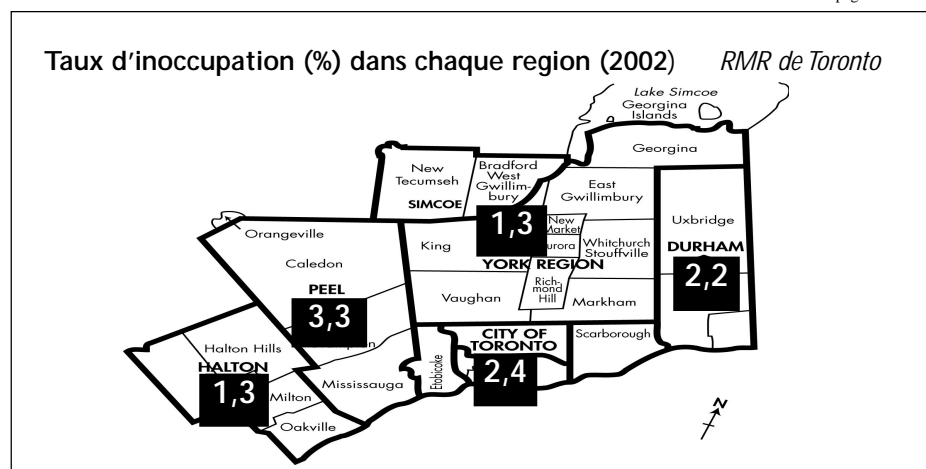 Taux d'inoccupation (%) dans chaque region (2002) RMR de Toronto
Lake Simcoe
Georgina
Islands
Georgina
New
Tecumseh
Bradford
West
Gwillim-
bury
SIMCOE
East
Gwillimbury
Uxbridge
Orangeville
1,3
New
Market
King
Whitchurch
Stouffville
DURHAM
Caledon
YORK REGION
2,2
PEEL
3,3
Vaughan
Rich-
mond
Hill
Markham
CITY OF
TORONTO
Scarborough
Halton Hills
HALTON
1,3
Etobicoke
2,4
Mississauga
Milton
Oakville
N